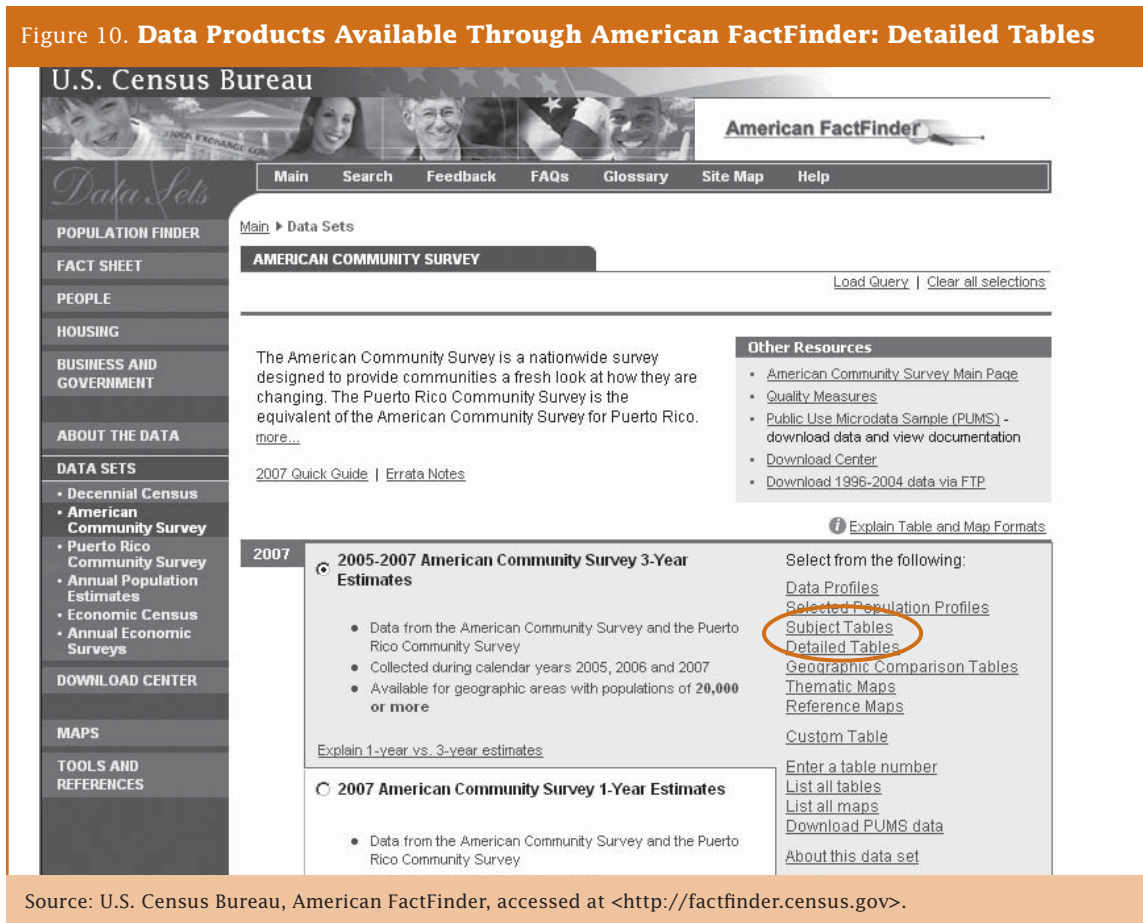 Figure 10. Data Products Available Through American FactFinder: Detailed Tables
U.S. Census Bureau
STOCK EXCHANGE
American FactFinder
Data Sets
Main Search Feedback FAQs Glossary Site Map Help
POPULATION FINDER
FACT SHEET
PEOPLE
HOUSING
BUSINESS AND
GOVERNMENT
ABOUT THE DATA
DATA SETS
• Decennial Census
• American
Community Survey
• Puerto Rico
Community Survey
• Annual Population
Estimates
• Economic Census
• Annual Economic
Surveys
DOWNLOAD CENTER
MAPS
TOOLS AND
REFERENCES
Main ▶ Data Sets
AMERICAN COMMUNITY SURVEY
Load Query | Clear all selections
The American Community Survey is a nationwide survey
designed to provide communities a fresh look at how they are
changing. The Puerto Rico Community Survey is the
equivalent of the American Community Survey for Puerto Rico.
more...
2007 Quick Guide | Errata Notes
Other Resources
• American Community Survey Main Page
• Quality Measures
• Public Use Microdata Sample (PUMS) -
download data and view documentation
• Download Center
• Download 1996-2004 data via FTP
i Explain Table and Map Formats
2007
2005-2007 American Community Survey 3-Year
Estimates
• Data from the American Community Survey and the Puerto
Rico Community Survey
• Collected during calendar years 2005, 2006 and 2007
• Available for geographic areas with populations of 20,000
or more
Explain 1-year vs. 3-year estimates
2007 American Community Survey 1-Year Estimates
• Data from the American Community Survey and the Puerto
Rico Community Survey
Select from the following:
Data Profiles
Selected Population Profiles
Subject Tables
Detailed Tables
Geographic Comparison Tables
Thematic Maps
Reference Maps
Custom Table
Enter a table number
List all tables
List all maps
Download PUMS data
About this data set
Source: U.S. Census Bureau, American FactFinder, accessed at <http://factfinder.census.gov>.